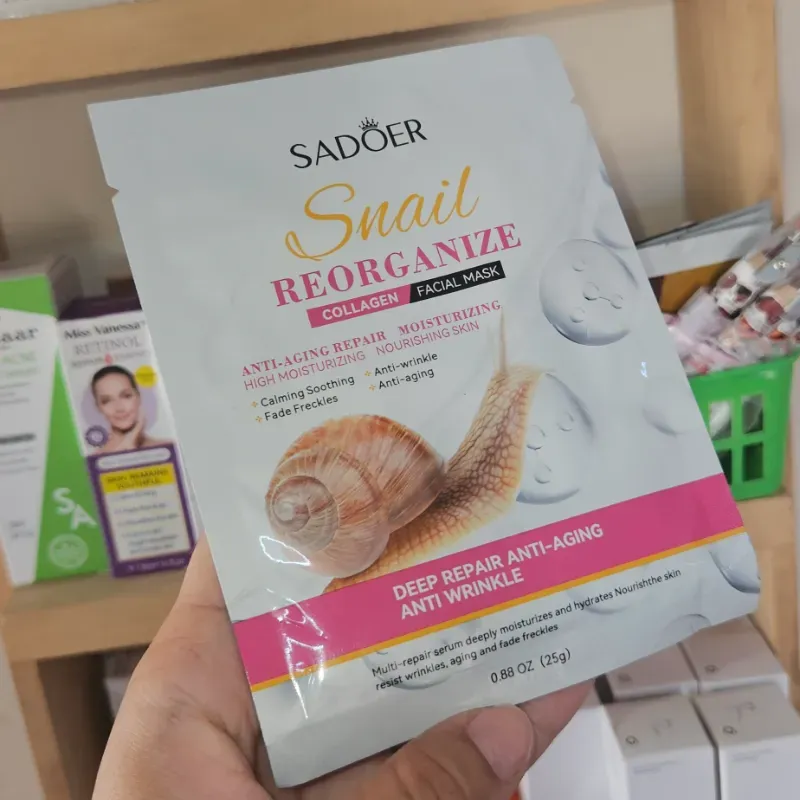 SADOER
Snail
REORGANIZE
COLLAGEN FACIAL MASK
ANTI-AGING REPAIR MOISTURIZING
HIGH MOISTURIZING NOURISHING SKIN
Calming Soothing Anti-wrinkle
Fade Freckles Anti-aging
DEEP REPAIR ANTI-AGING
ANTI WRINKLE
Multi-repair serum deeply moisturizes and hydrates Nourishthe skin
resist wrinkles, aging and fade freckles
0.88 OZ (25g)
aar
SA
Miss Vanessa
RETINOL